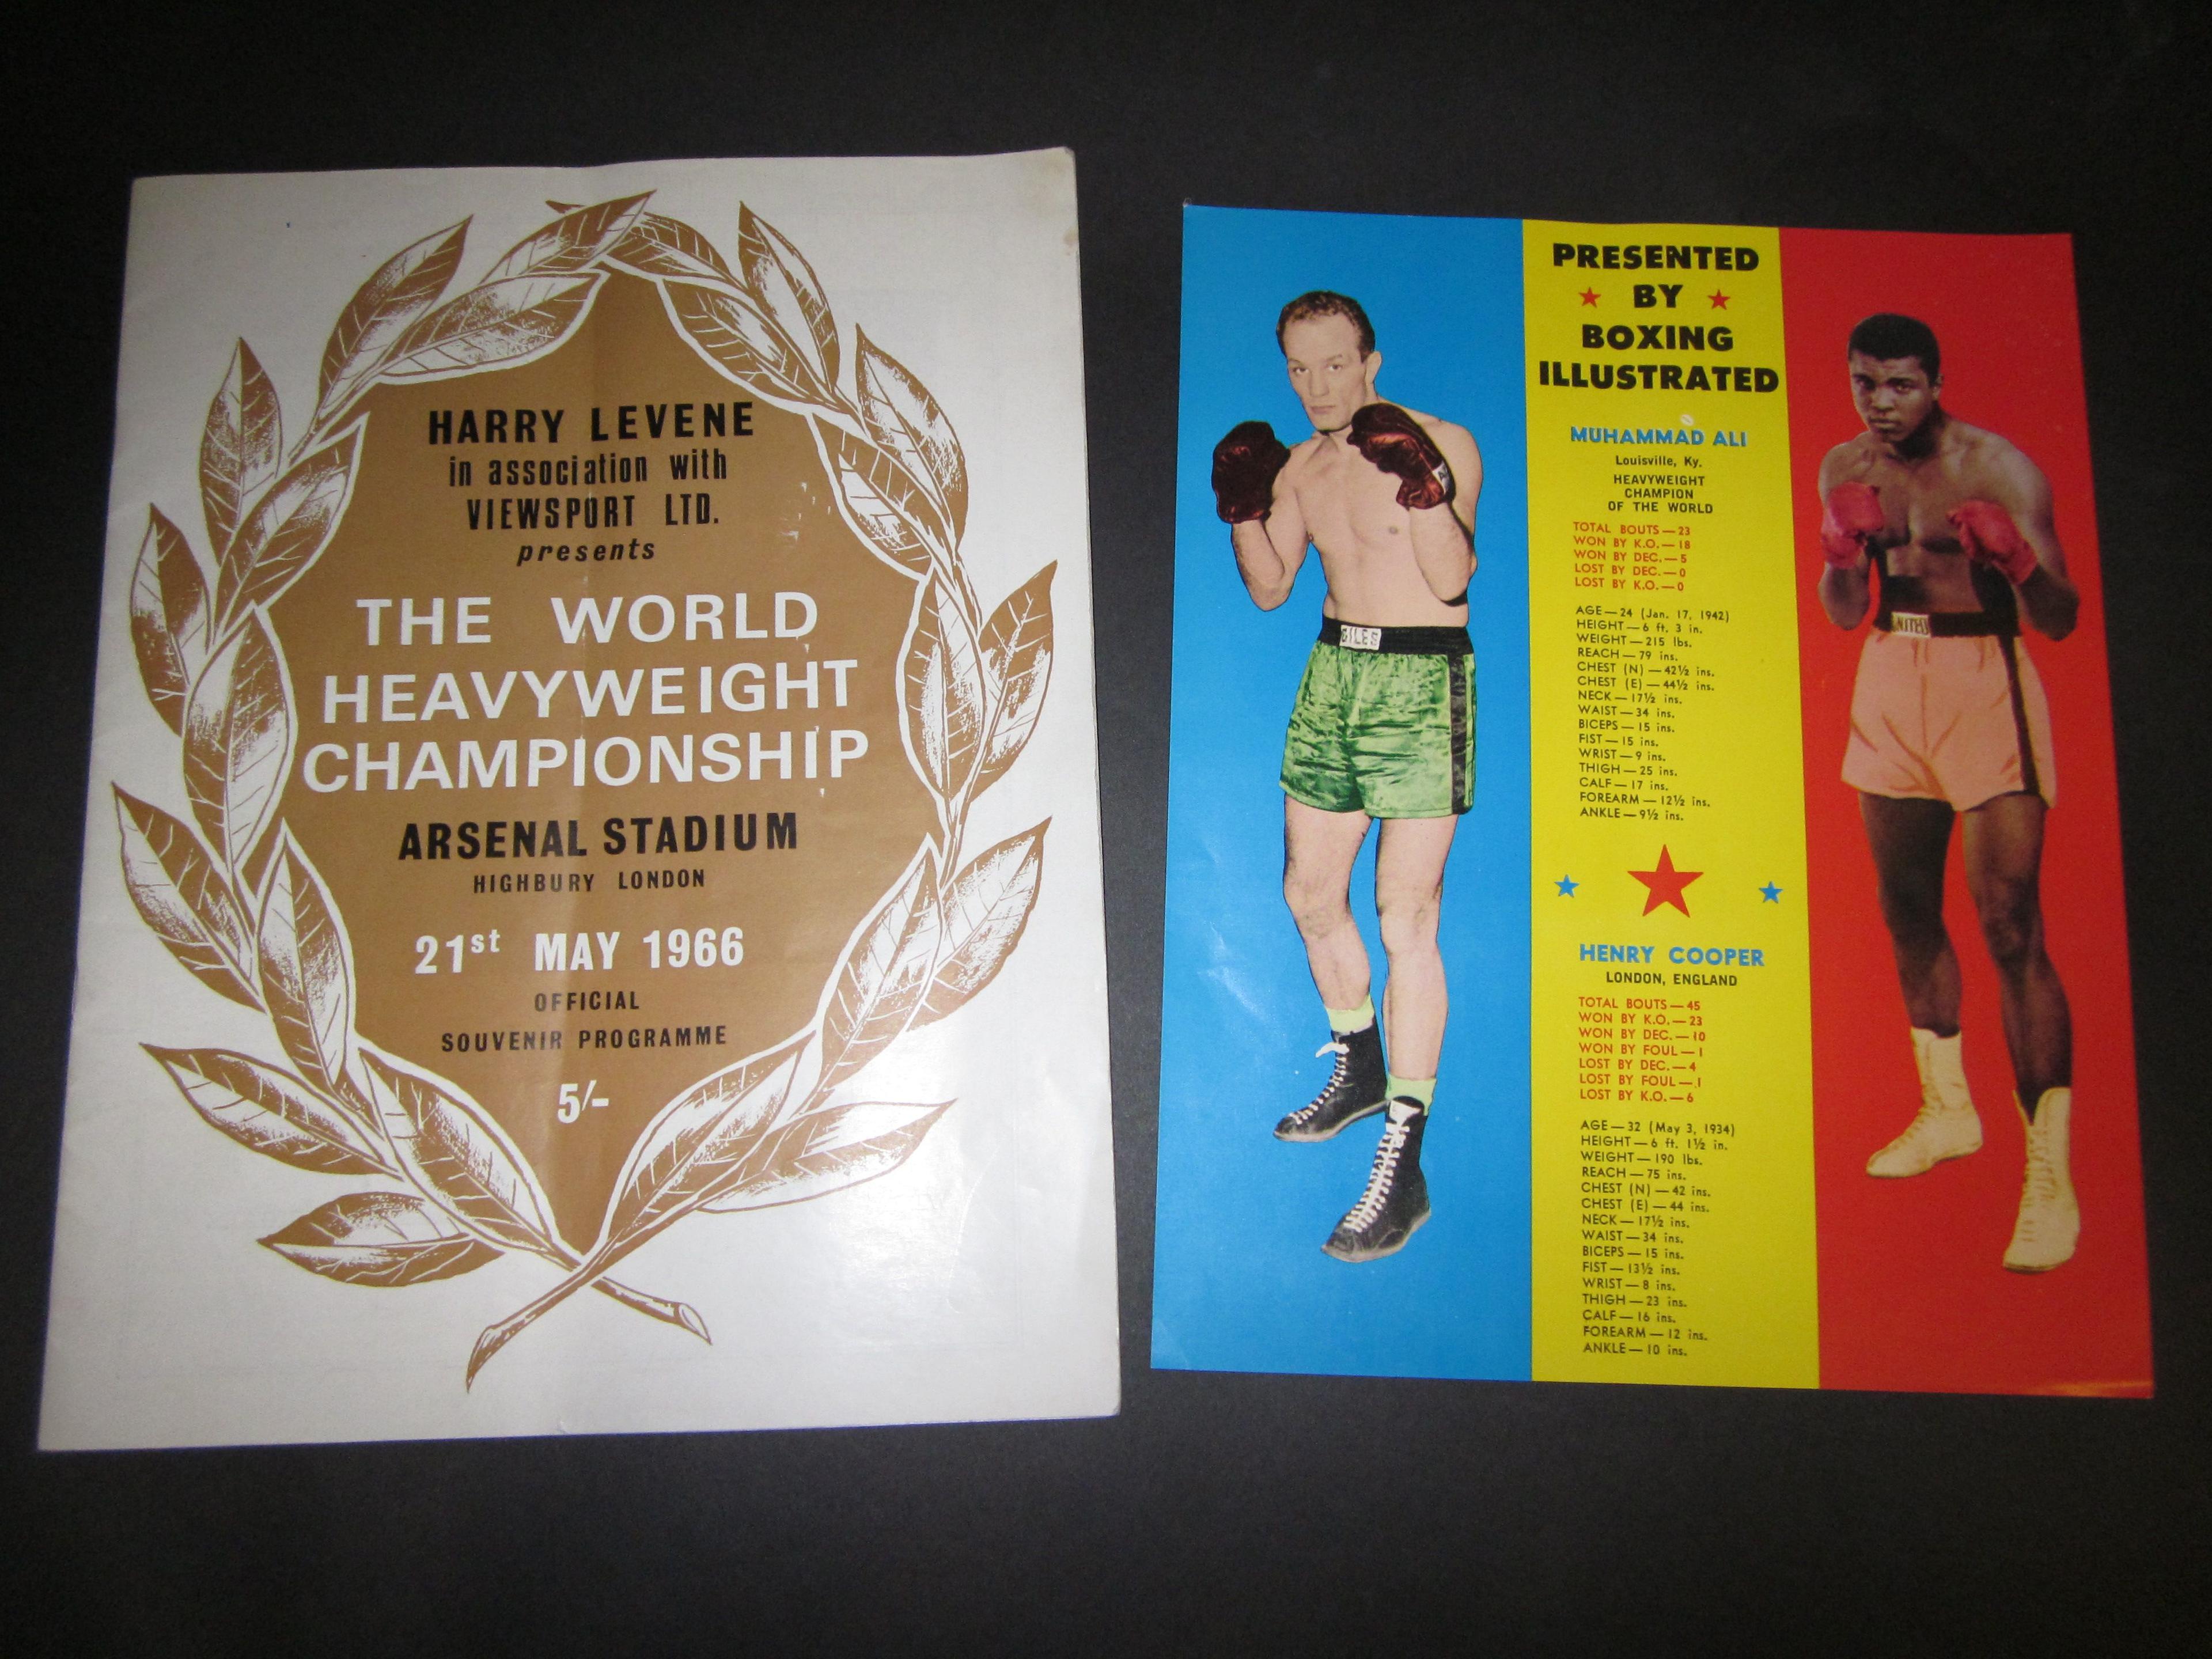 HARRY LEVENE
in association with
VIEWSPORT LTD.
presents
THE WORLD
HEAVYWEIGHT
CHAMPIONSHIP
ARSENAL STADIUM
HIGHBURY LONDON
21st MAY 1966
OFFICIAL
SOUVENIR PROGRAMME
5/-
GILES
PRESENTED
BY
BOXING
ILLUSTRATED
MUHAMMAD ALI
Louisville, Ky.
HEAVYWEIGHT
CHAMPION
OF THE WORLD
TOTAL BOUTS—23
WON BY K.O.—18
WON BY DEC.—5
LOST BY DEC.—0
LOST BY K.O.—0
AGE—24 (Jan. 17, 1942)
HEIGHT—6 ft. 3 in.
WEIGHT—215 lbs.
REACH—79 ins.
CHEST (N)—42½ ins.
CHEST (E)—44½ ins.
NECK—17½ ins.
WAIST—34 ins.
BICEPS—15 ins.
FIST—15 ins.
WRIST—9 ins.
THIGH—25 ins.
CALF—17 ins.
FOREARM—12½ ins.
ANKLE—9½ ins.
HENRY COOPER
LONDON, ENGLAND
TOTAL BOUTS—45
WON BY K.O.—23
WON BY DEC.—10
WON BY FOUL—1
LOST BY DEC.—4
LOST BY FOUL—1
LOST BY K.O.—6
AGE—32 (May 3, 1934)
HEIGHT—6 ft. 1½ in.
WEIGHT—190 lbs.
REACH—75 ins.
CHEST (N)—42 ins.
CHEST (E)—44 ins.
NECK—17½ ins.
WAIST—34 ins.
BICEPS—15 ins.
FIST—13½ ins.
WRIST—8 ins.
THIGH—23 ins.
CALF—16 ins.
FOREARM—12 ins.
ANKLE—10 ins.